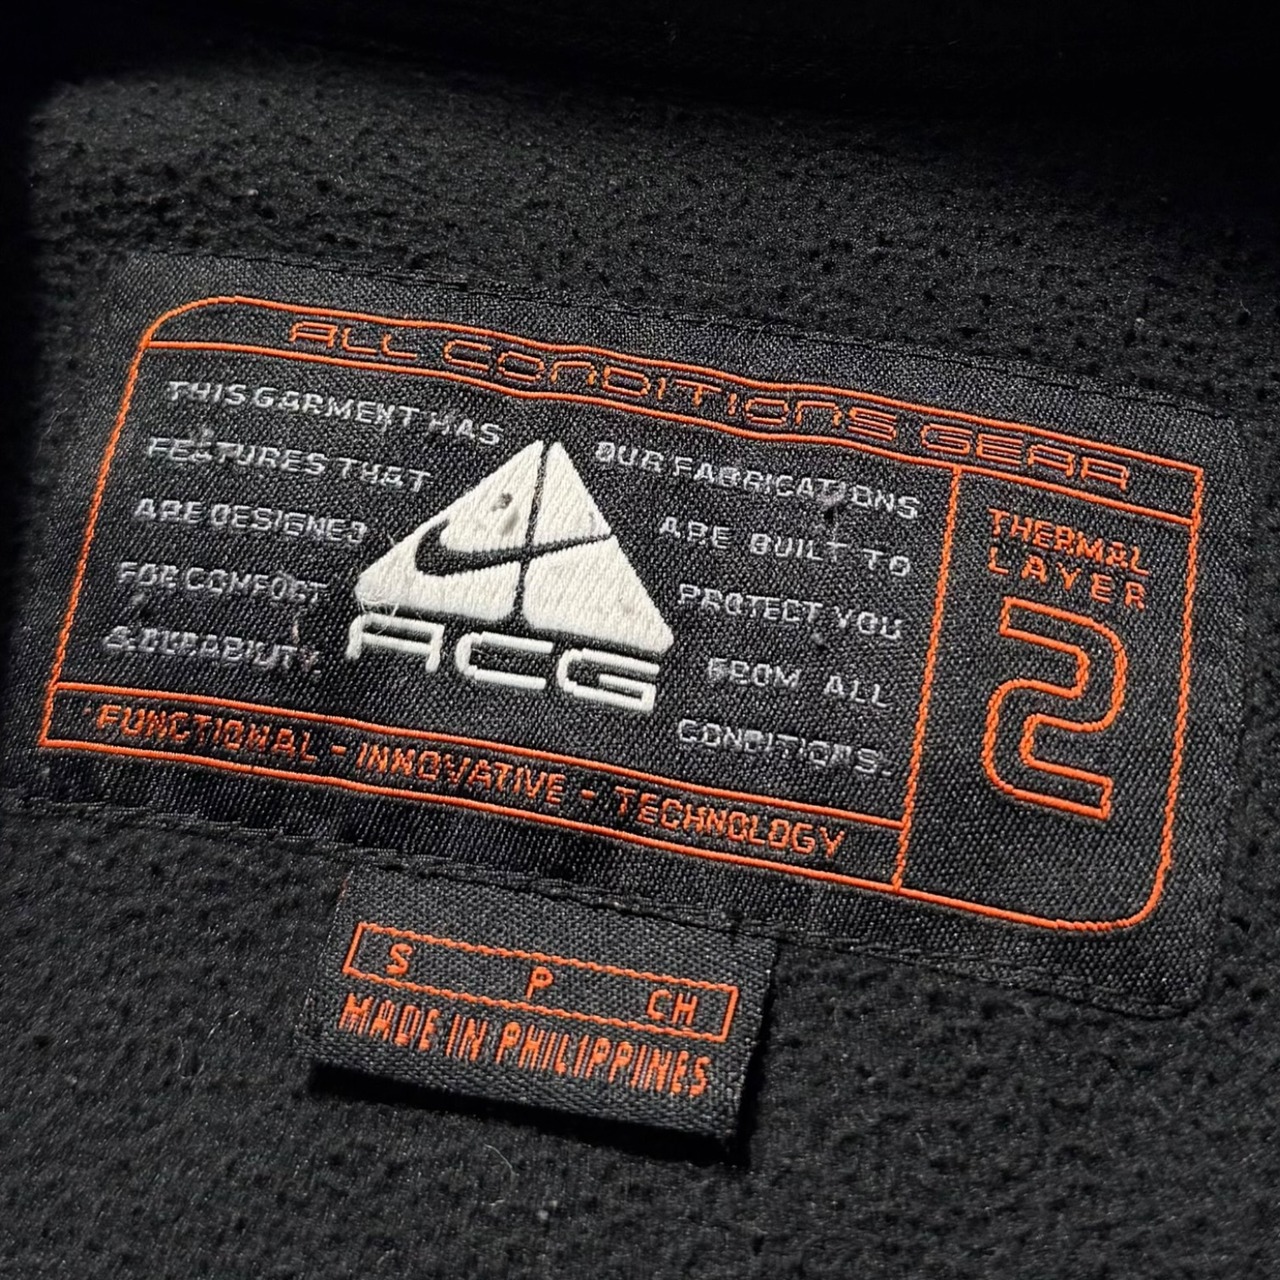 ALL CONDITIONS GEAR
THIS GARMENT HAS
FEATURES THAT
ARE DESIGNED
FOR COMFORT
& DURABILITY.
ACG
OUR FABRICATIONS
ARE BUILT TO
PROTECT YOU
FROM ALL
CONDITIONS.
THERMAL
LAYER
2
FUNCTIONAL - INNOVATIVE - TECHNOLOGY
S P CH
MADE IN PHILIPPINES